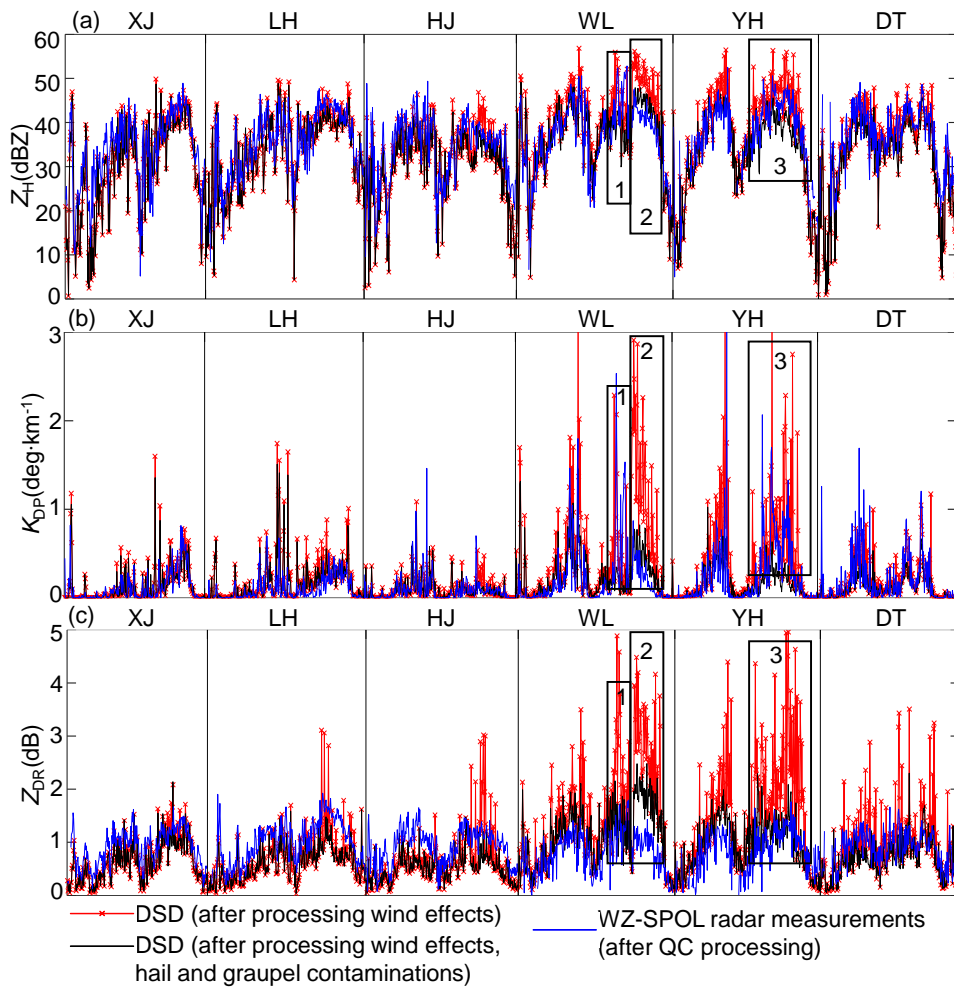 (a) XJ LH HJ WL YH DT
60
50
40
30
20
10
0
Z_H(dBZ)
1
2
3
(b) XJ LH HJ WL YH DT
3
2
1
0
K_DP(deg·km⁻¹)
1
2
3
(c) XJ LH HJ WL YH DT
5
4
3
2
1
0
Z_DR(dB)
1
2
3
DSD (after processing wind effects)
DSD (after processing wind effects,
hail and graupel contaminations)
WZ-SPOL radar measurements
(after QC processing)